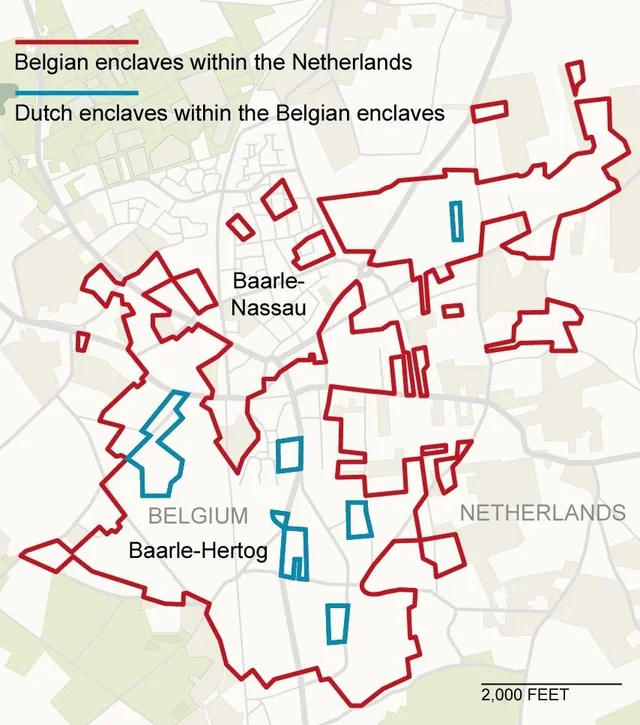 Belgian enclaves within the Netherlands
Dutch enclaves within the Belgian enclaves
Baarle-
Nassau
BELGIUM
NETHERLANDS
Baarle-Hertog
2,000 FEET